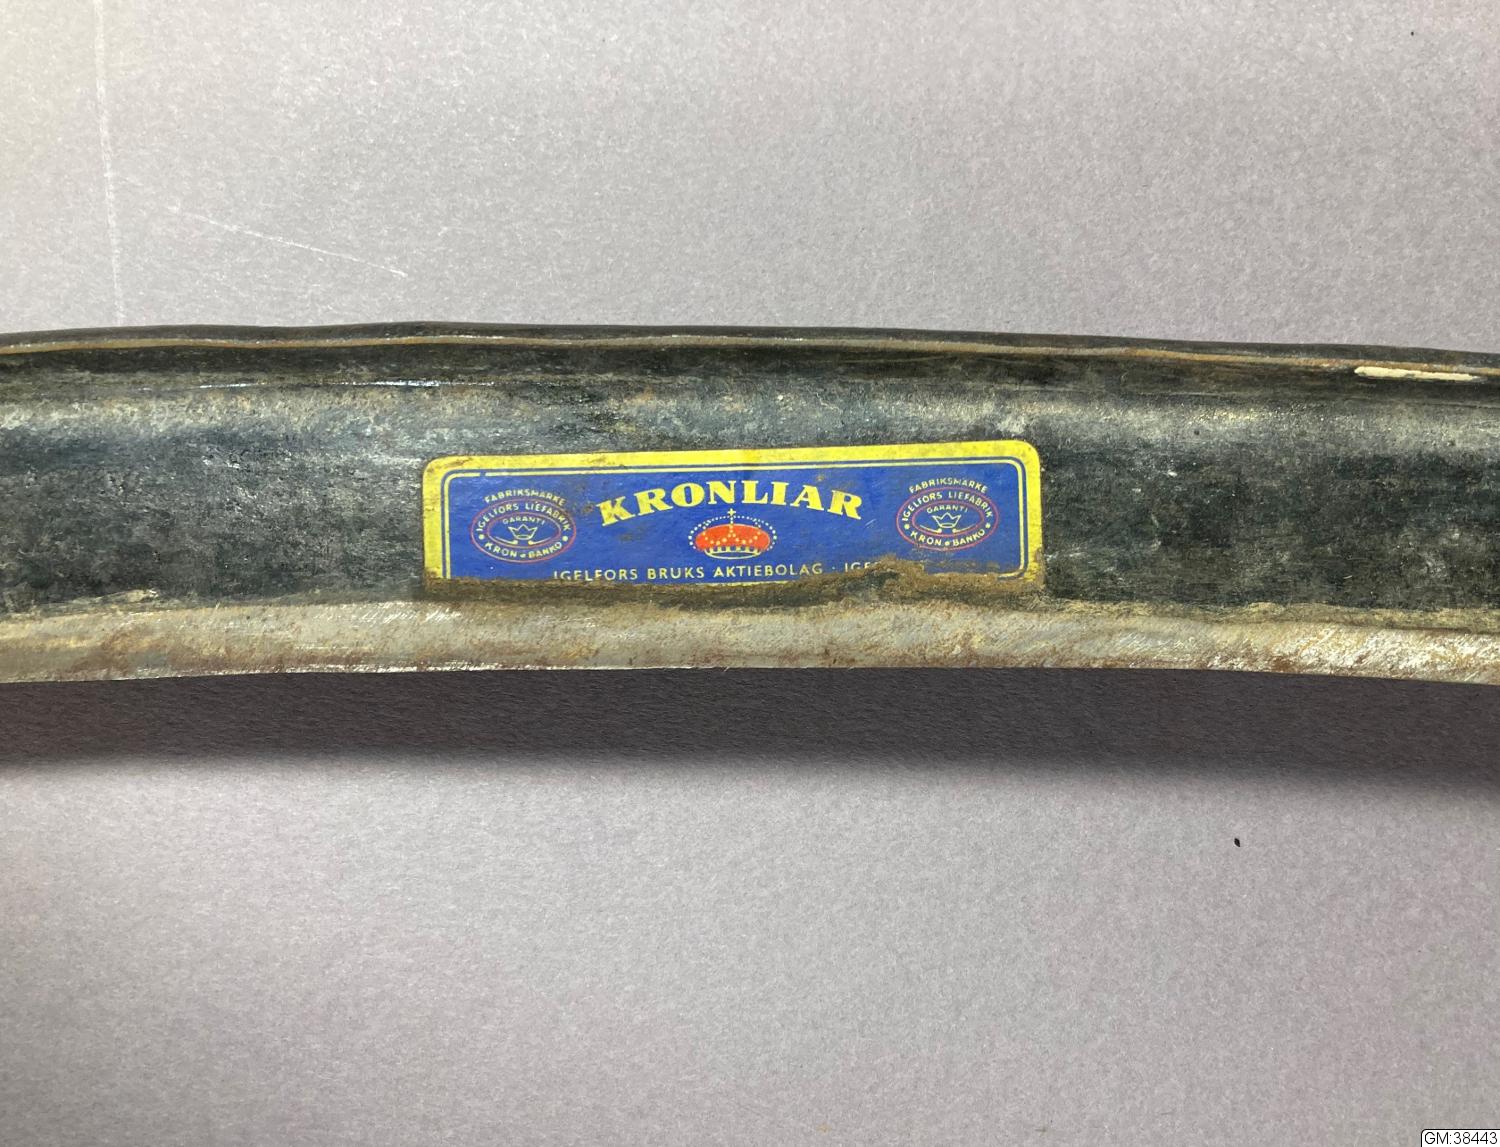 KRONLIAR
FABRIKSMÄRKE
IGELFORS LIEFABRIK
GARANTI
KRON • BANKO
FABRIKSMÄRKE
IGELFORS LIEFABRIK
GARANTI
KRON • BANKO
IGELFORS BRUKS AKTIEBOLAG ·
GM:38443